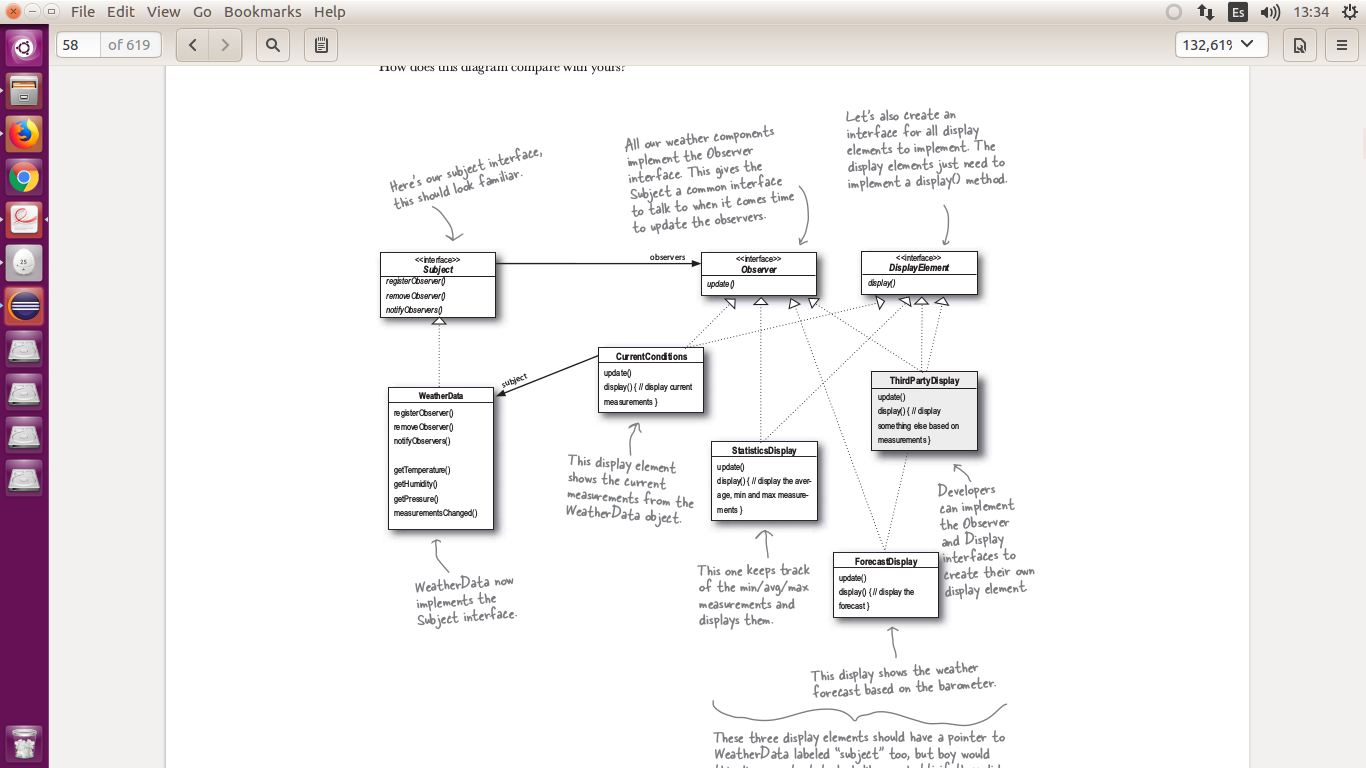 File Edit View Go Bookmarks Help
Es
13:34
58 of 619
132,61%
How does this diagram compare with yours?
Here's our subject interface,
this should look familiar.
All our weather components
implement the Observer
interface. This gives the
Subject a common interface
to talk to when it comes time
to update the observers.
Let's also create an
interface for all display
elements to implement. The
display elements just need to
implement a display() method.
<<interface>>
Subject
registerObserver()
removeObserver()
notifyObservers()
observers
<<interface>>
Observer
update()
<<interface>>
DisplayElement
display()
WeatherData
registerObserver()
removeObserver()
notifyObservers()
getTemperature()
getHumidity()
getPressure()
measurementsChanged()
subject
CurrentConditions
update()
display() { // display current
measurements }
StatisticsDisplay
update()
display() { // display the aver-
age, min and max measure-
ments }
ThirdPartyDisplay
update()
display() { // display
something else based on
measurements }
ForecastDisplay
update()
display() { // display the
forecast }
This display element
shows the current
measurements from the
WeatherData object.
Developers
can implement
the Observer
and Display
interfaces to
create their own
display element
WeatherData now
implements the
Subject interface.
This one keeps track
of the min/avg/max
measurements and
displays them.
This display shows the weather
forecast based on the barometer.
These three display elements should have a pointer to
WeatherData labeled "subject" too, but boy would